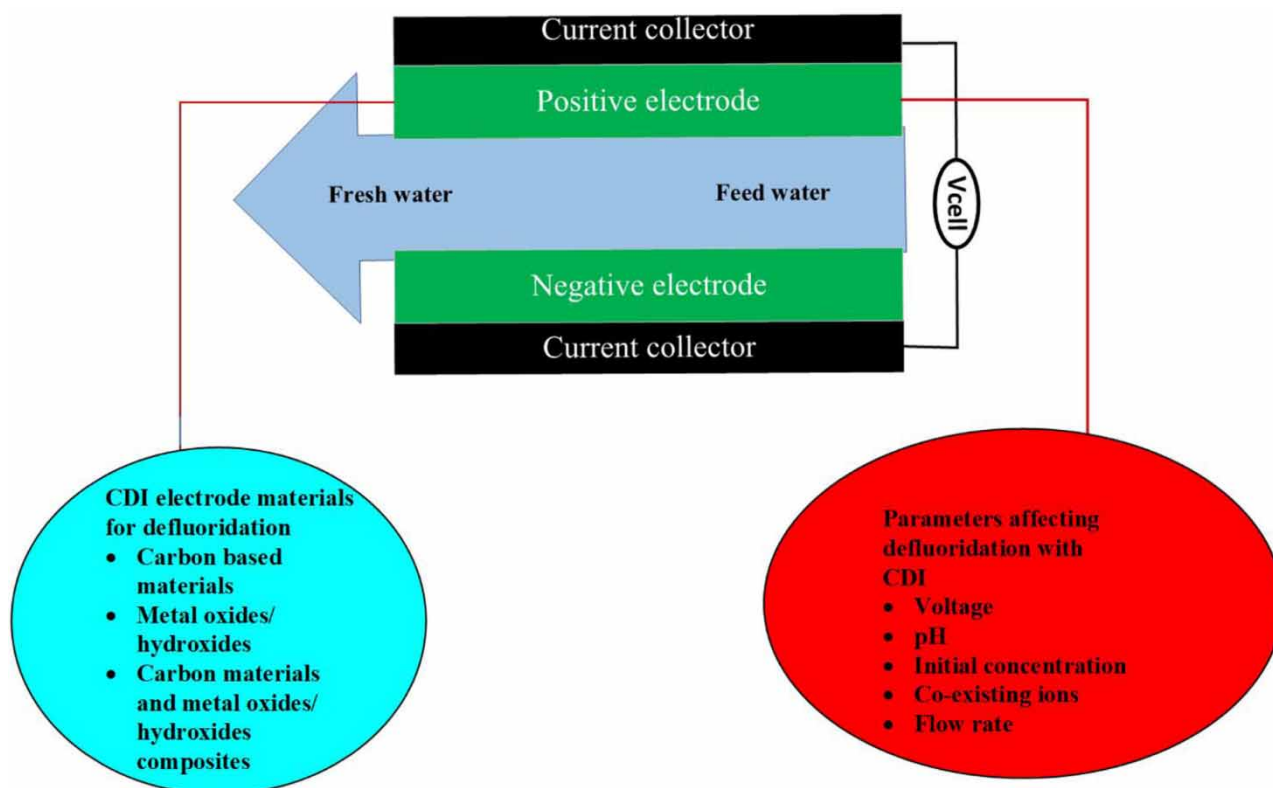 Current collector
Positive electrode
Fresh water
Feed water
Vcell
Negative electrode
Current collector
CDI electrode materials
for defluoridation
• Carbon based
materials
• Metal oxides/
hydroxides
• Carbon materials
and metal oxides/
hydroxides
composites
Parameters affecting
defluoridation with
CDI
• Voltage
• pH
• Initial concentration
• Co-existing ions
• Flow rate